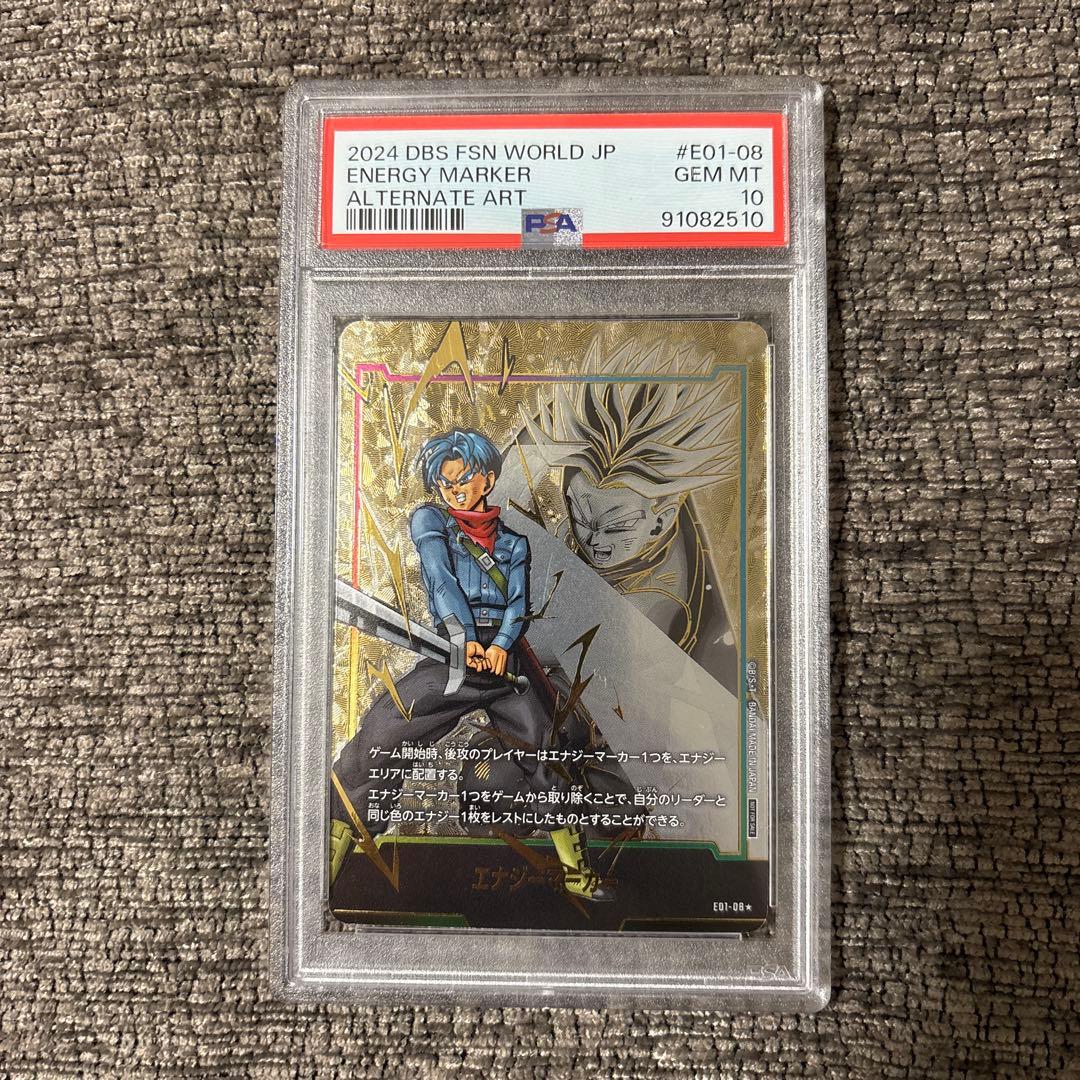 2024 DBS FSN WORLD JP #E01-08
ENERGY MARKER GEM MT
ALTERNATE ART 10
PSA 91082510
ゲーム開始時、後攻のプレイヤーはエナジーマーカー1つを、エナジー
エリアに配置する。
エナジーマーカー1つをゲームから取り除くことで、自分のリーダーと
同じ色のエナジー1枚をレストにしたものとすることができる。
エナジーマーカー
E01-08★
BANDAI MADE IN JAPAN
NOT FOR SALE